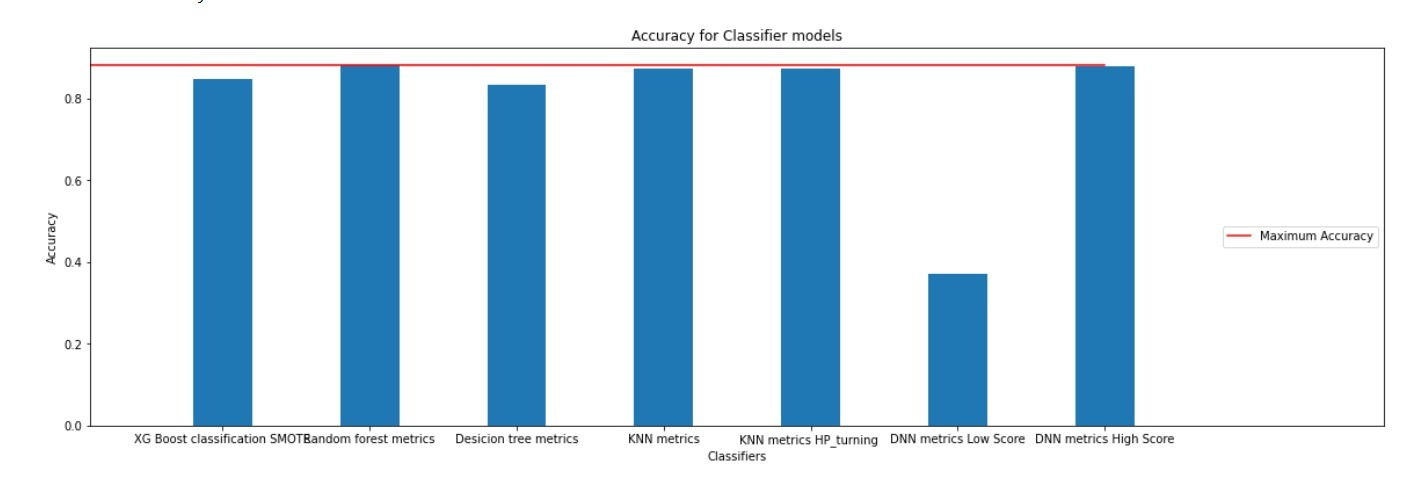 Accuracy for Classifier models
0.8
0.6
0.4
0.2
0.0
Accuracy
Maximum Accuracy
XG Boost classification SMOTE Random forest metrics Desicion tree metrics KNN metrics KNN metrics HP_turning DNN metrics Low Score DNN metrics High Score
Classifiers